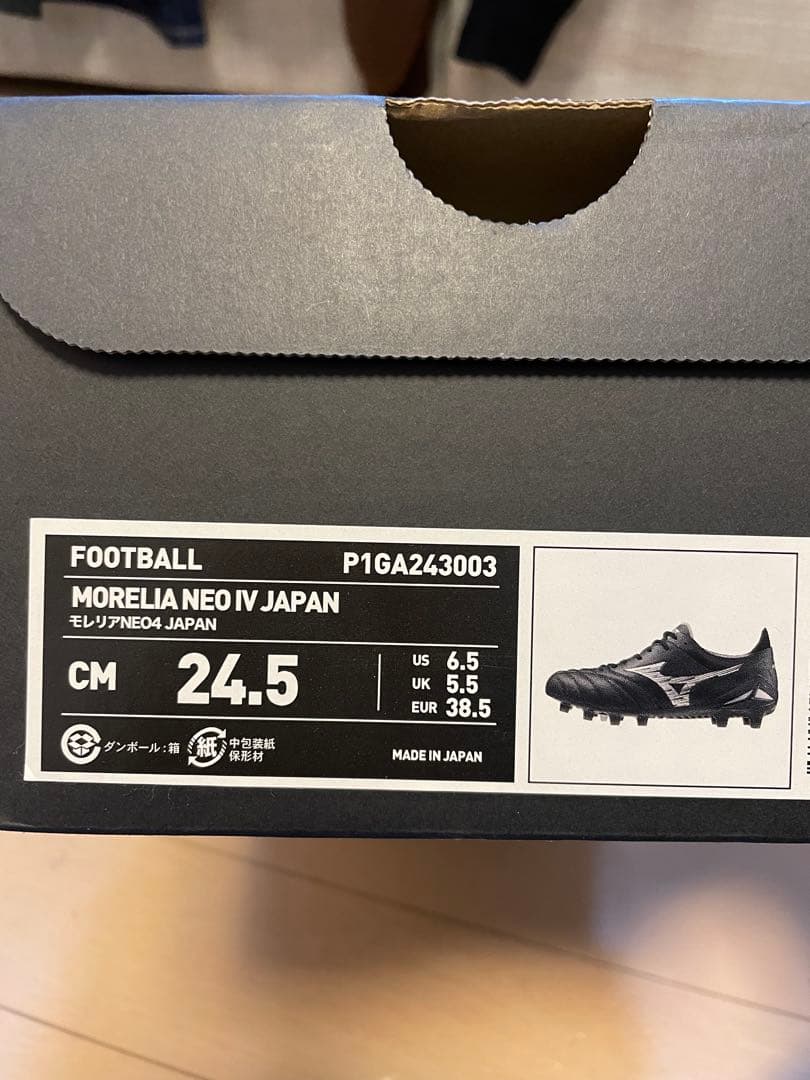 FOOTBALL P1GA243003
MORELIA NEO IV JAPAN
モレリアNEO4 JAPAN
CM 24.5
US 6.5
UK 5.5
EUR 38.5
ダンボール:箱
紙 中包装紙
保形材
MADE IN JAPAN